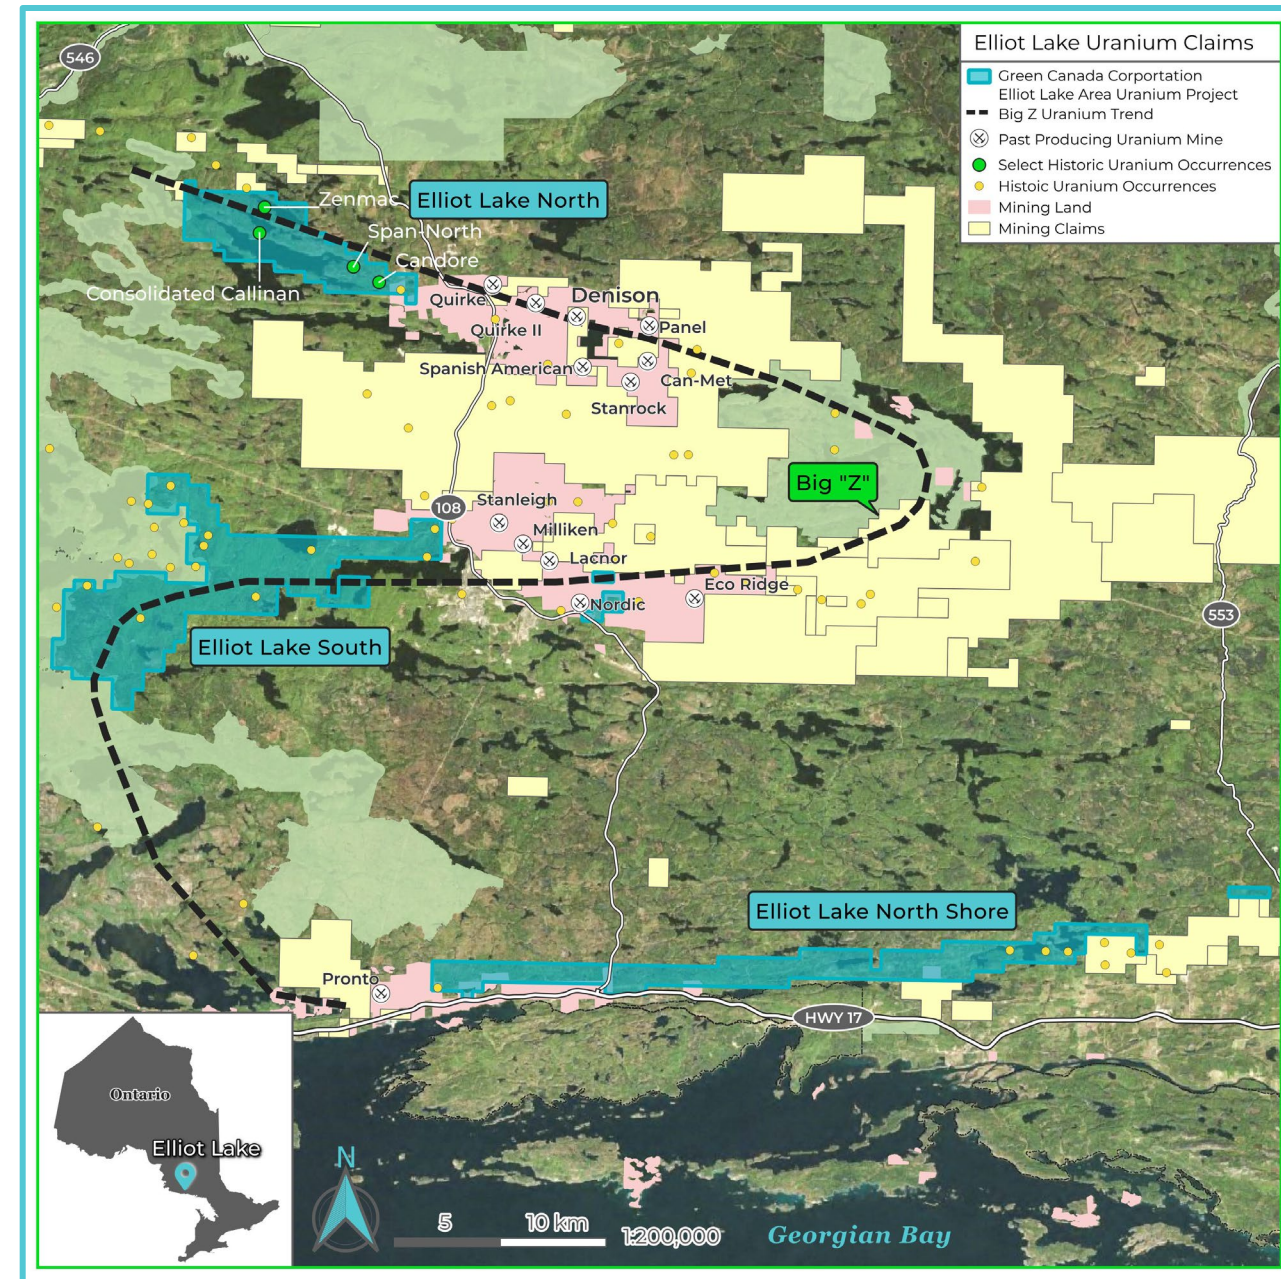 546
Elliot Lake Uranium Claims
Green Canada Corportation
Elliot Lake Area Uranium Project
Big Z Uranium Trend
Past Producing Uranium Mine
Select Historic Uranium Occurrences
Histoic Uranium Occurrences
Mining Land
Mining Claims
Elliot Lake North
Zenmac
Span-North
Candore
Consolidated Callinan
Quirke
Denison
Quirke II
Panel
Spanish American
Can-Met
Stanrock
Big "Z"
Stanleigh
108
Milliken
Lacnor
Eco Ridge
Nordic
553
Elliot Lake South
Elliot Lake North Shore
Pronto
HWY 17
Ontario
Elliot Lake
N
5 10 km
1:200,000
Georgian Bay